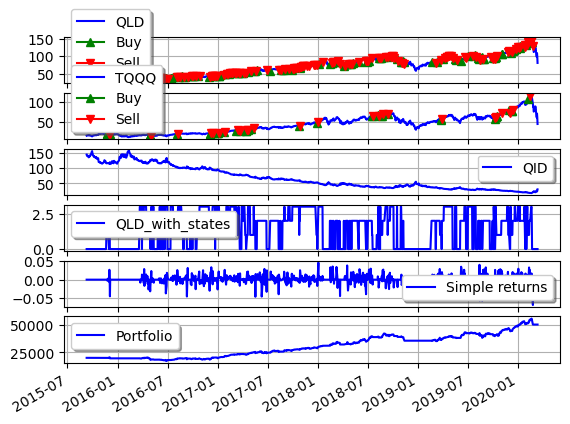 QLD
Buy
Sell
150
100
50
TQQQ
Buy
Sell
100
50
QID
150
100
50
QLD_with_states
2.5
0.0
Simple returns
0.05
0.00
−0.05
Portfolio
50000
25000
2015-07
2016-01
2016-07
2017-01
2017-07
2018-01
2018-07
2019-01
2019-07
2020-01